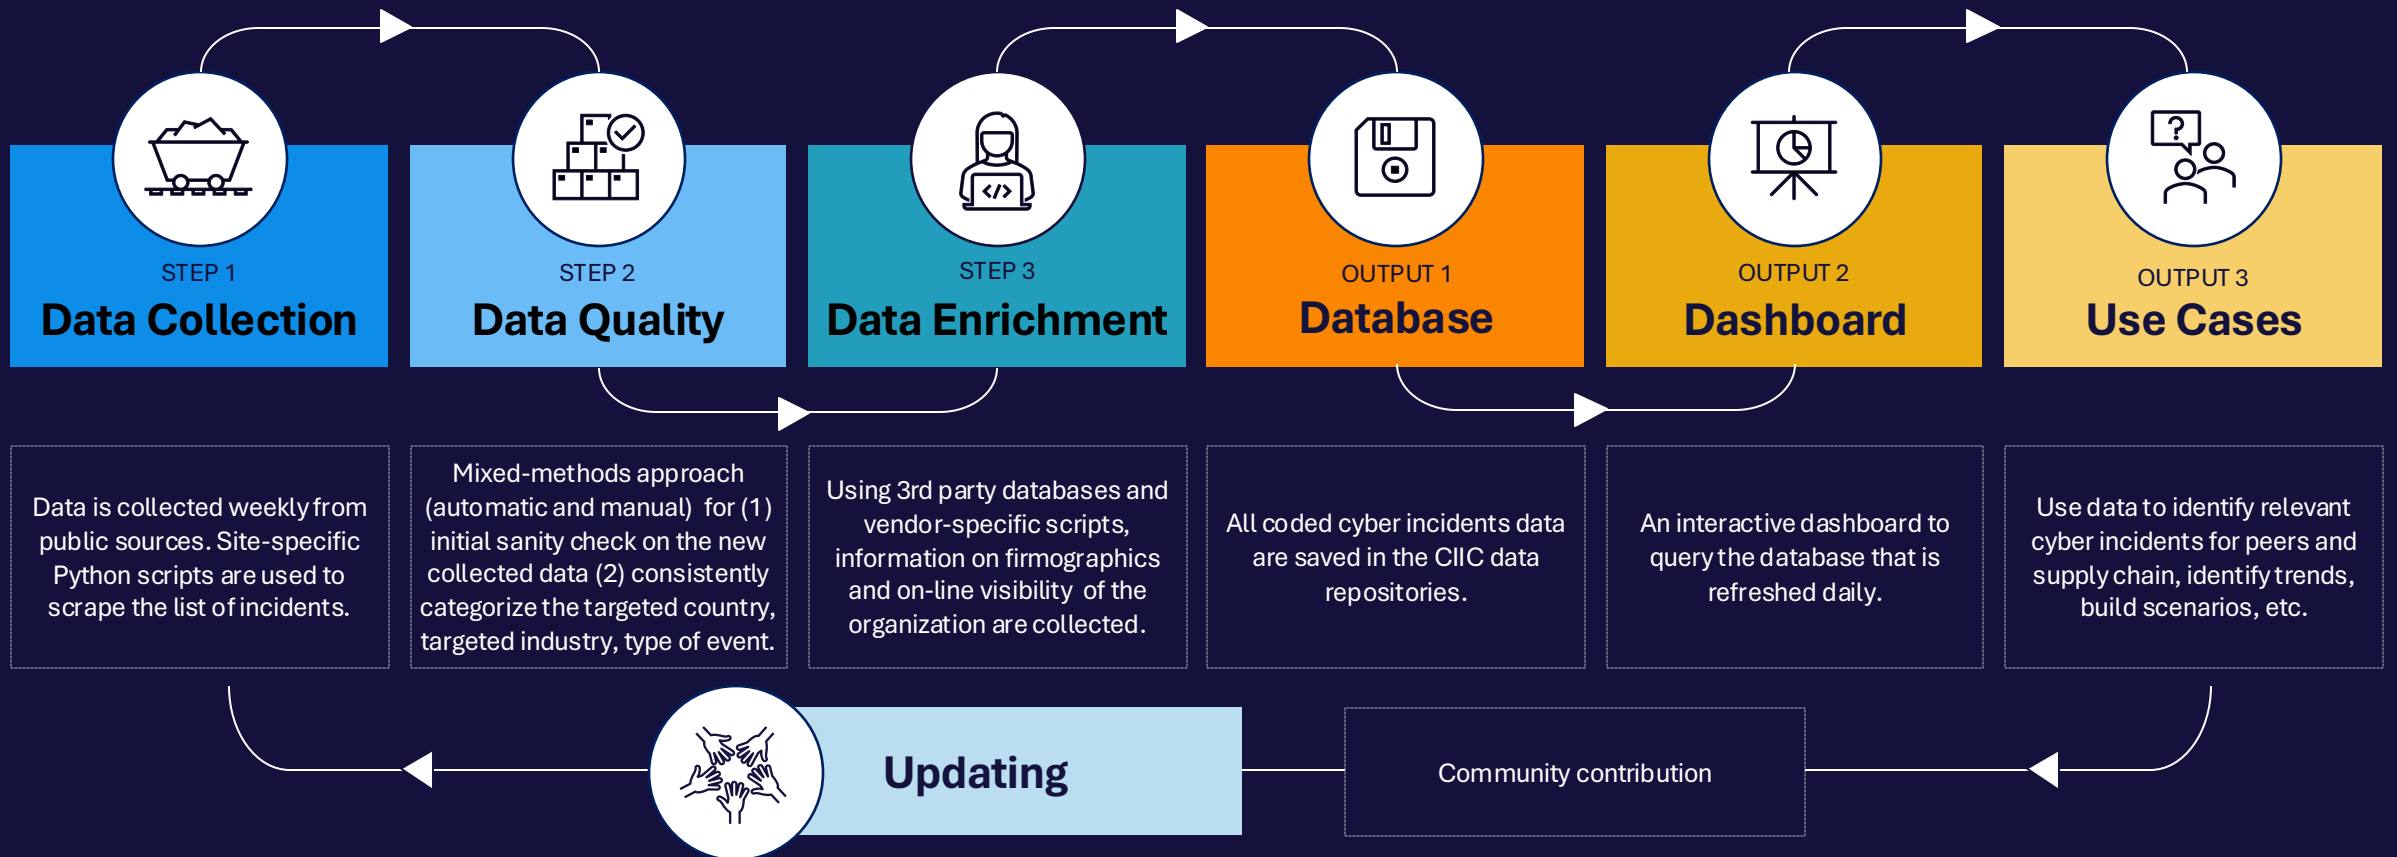 STEP 1
Data Collection
STEP 2
Data Quality
STEP 3
Data Enrichment
OUTPUT 1
Database
OUTPUT 2
Dashboard
OUTPUT 3
Use Cases
?
</>
Data is collected weekly from
public sources. Site-specific
Python scripts are used to
scrape the list of incidents.
Mixed-methods approach
(automatic and manual) for (1)
initial sanity check on the new
collected data (2) consistently
categorize the targeted country,
targeted industry, type of event.
Using 3rd party databases and
vendor-specific scripts,
information on firmographics
and on-line visibility of the
organization are collected.
All coded cyber incidents data
are saved in the CIIC data
repositories.
An interactive dashboard to
query the database that is
refreshed daily.
Use data to identify relevant
cyber incidents for peers and
supply chain, identify trends,
build scenarios, etc.
Updating
Community contribution